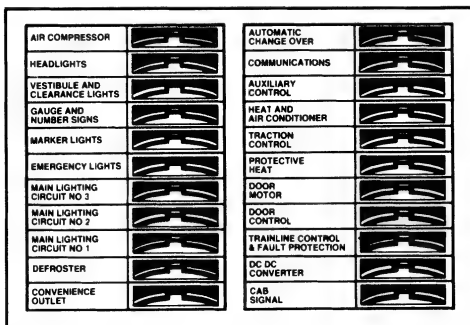 AIR COMPRESSOR
HEADLIGHTS
VESTIBULE AND
CLEARANCE LIGHTS
GAUGE AND
NUMBER SIGNS
MARKER LIGHTS
EMERGENCY LIGHTS
MAIN LIGHTING
CIRCUIT NO 3
MAIN LIGHTING
CIRCUIT NO 2
MAIN LIGHTING
CIRCUIT NO 1
DEFROSTER
CONVENIENCE
OUTLET
AUTOMATIC
CHANGE OVER
COMMUNICATIONS
AUXILIARY
CONTROL
HEAT AND
AIR CONDITIONER
TRACTION
CONTROL
PROTECTIVE
HEAT
DOOR
MOTOR
DOOR
CONTROL
TRAINLINE CONTROL
& FAULT PROTECTION
DC DC
CONVERTER
CAB
SIGNAL